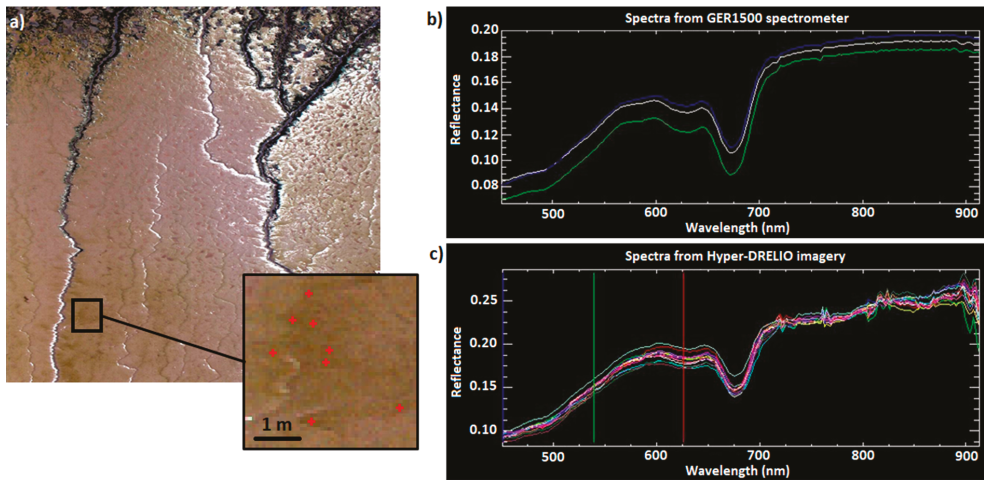 a)
1 m
b)
Spectra from GER1500 spectrometer
Reflectance
0.20
0.18
0.16
0.14
0.12
0.10
0.08
500 600 700 800 900
Wavelength (nm)
c)
Spectra from Hyper-DRELIO imagery
Reflectance
0.25
0.20
0.15
0.10
500 600 700 800 900
Wavelength (nm)